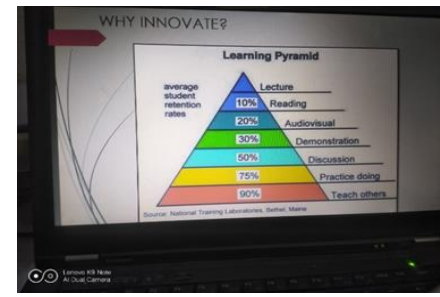 WHY INNOVATE?
Learning Pyramid
average
student
retention
rates
Lecture
10% Reading
20% Audiovisual
30% Demonstration
50% Discussion
75% Practice doing
90% Teach others
Source: National Training Laboratories, Bethel, Maine
Lenovo K9 Note
AI Dual Camera